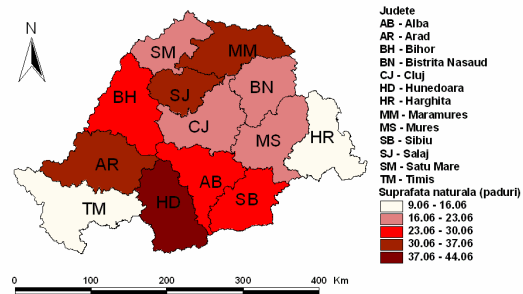 N
SM
MM
BH
SJ
BN
CJ
MS
HR
AR
AB
SB
TM
HD
0 100 200 300 400 Km
Judete
AB - Alba
AR - Arad
BH - Bihor
BN - Bistrita Nasaud
CJ - Cluj
HD - Hunedoara
HR - Harghita
MM - Maramures
MS - Mures
SB - Sibiu
SJ - Salaj
SM - Satu Mare
TM - Timis
Suprafata naturala (paduri)
9.06 - 16.06
16.06 - 23.06
23.06 - 30.06
30.06 - 37.06
37.06 - 44.06